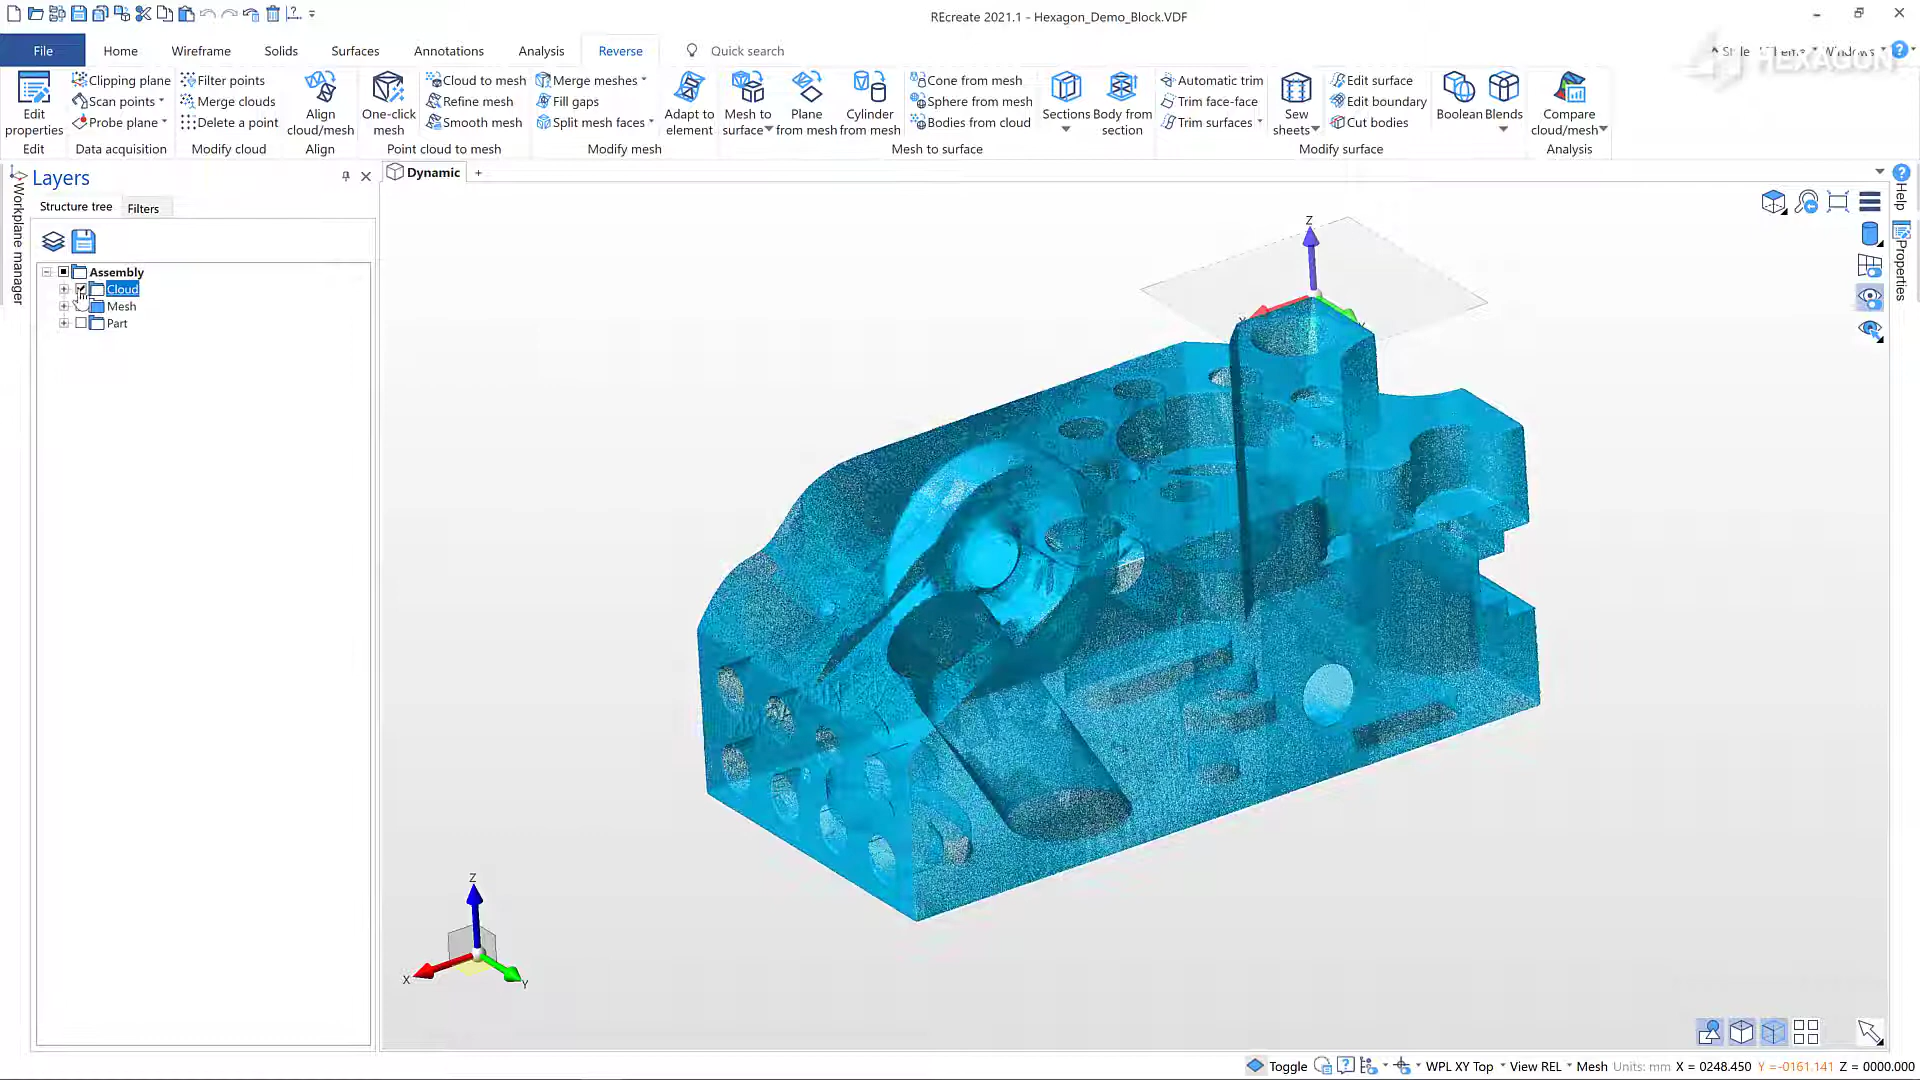 REcreate 2021.1 - Hexagon_Demo_Block.VDF
File Home Wireframe Solids Surfaces Annotations Analysis Reverse Quick search
Style Windows
HEXAGON
Edit properties
Edit
Clipping plane
Scan points
Probe plane
Data acquisition
Filter points
Merge clouds
Delete a point
Modify cloud
Align cloud/mesh
Align
One-click mesh
Cloud to mesh
Refine mesh
Smooth mesh
Point cloud to mesh
Merge meshes
Fill gaps
Split mesh faces
Adapt to element
Modify mesh
Mesh to surface
Plane from mesh
Cylinder from mesh
Cone from mesh
Sphere from mesh
Bodies from cloud
Sections
Body from section
Mesh to surface
Automatic trim
Trim face-face
Trim surfaces
Sew sheets
Edit surface
Edit boundary
Cut bodies
Boolean
Blends
Modify surface
Compare cloud/mesh
Analysis
Workplane manager
Layers
Structure tree
Filters
Assembly
Cloud
Mesh
Part
Dynamic +
Help
Properties
Z
X
Y
Z
X
Y
Toggle WPL XY Top View REL Mesh Units: mm X = 0248.450 Y =-0161.141 Z = 0000.000